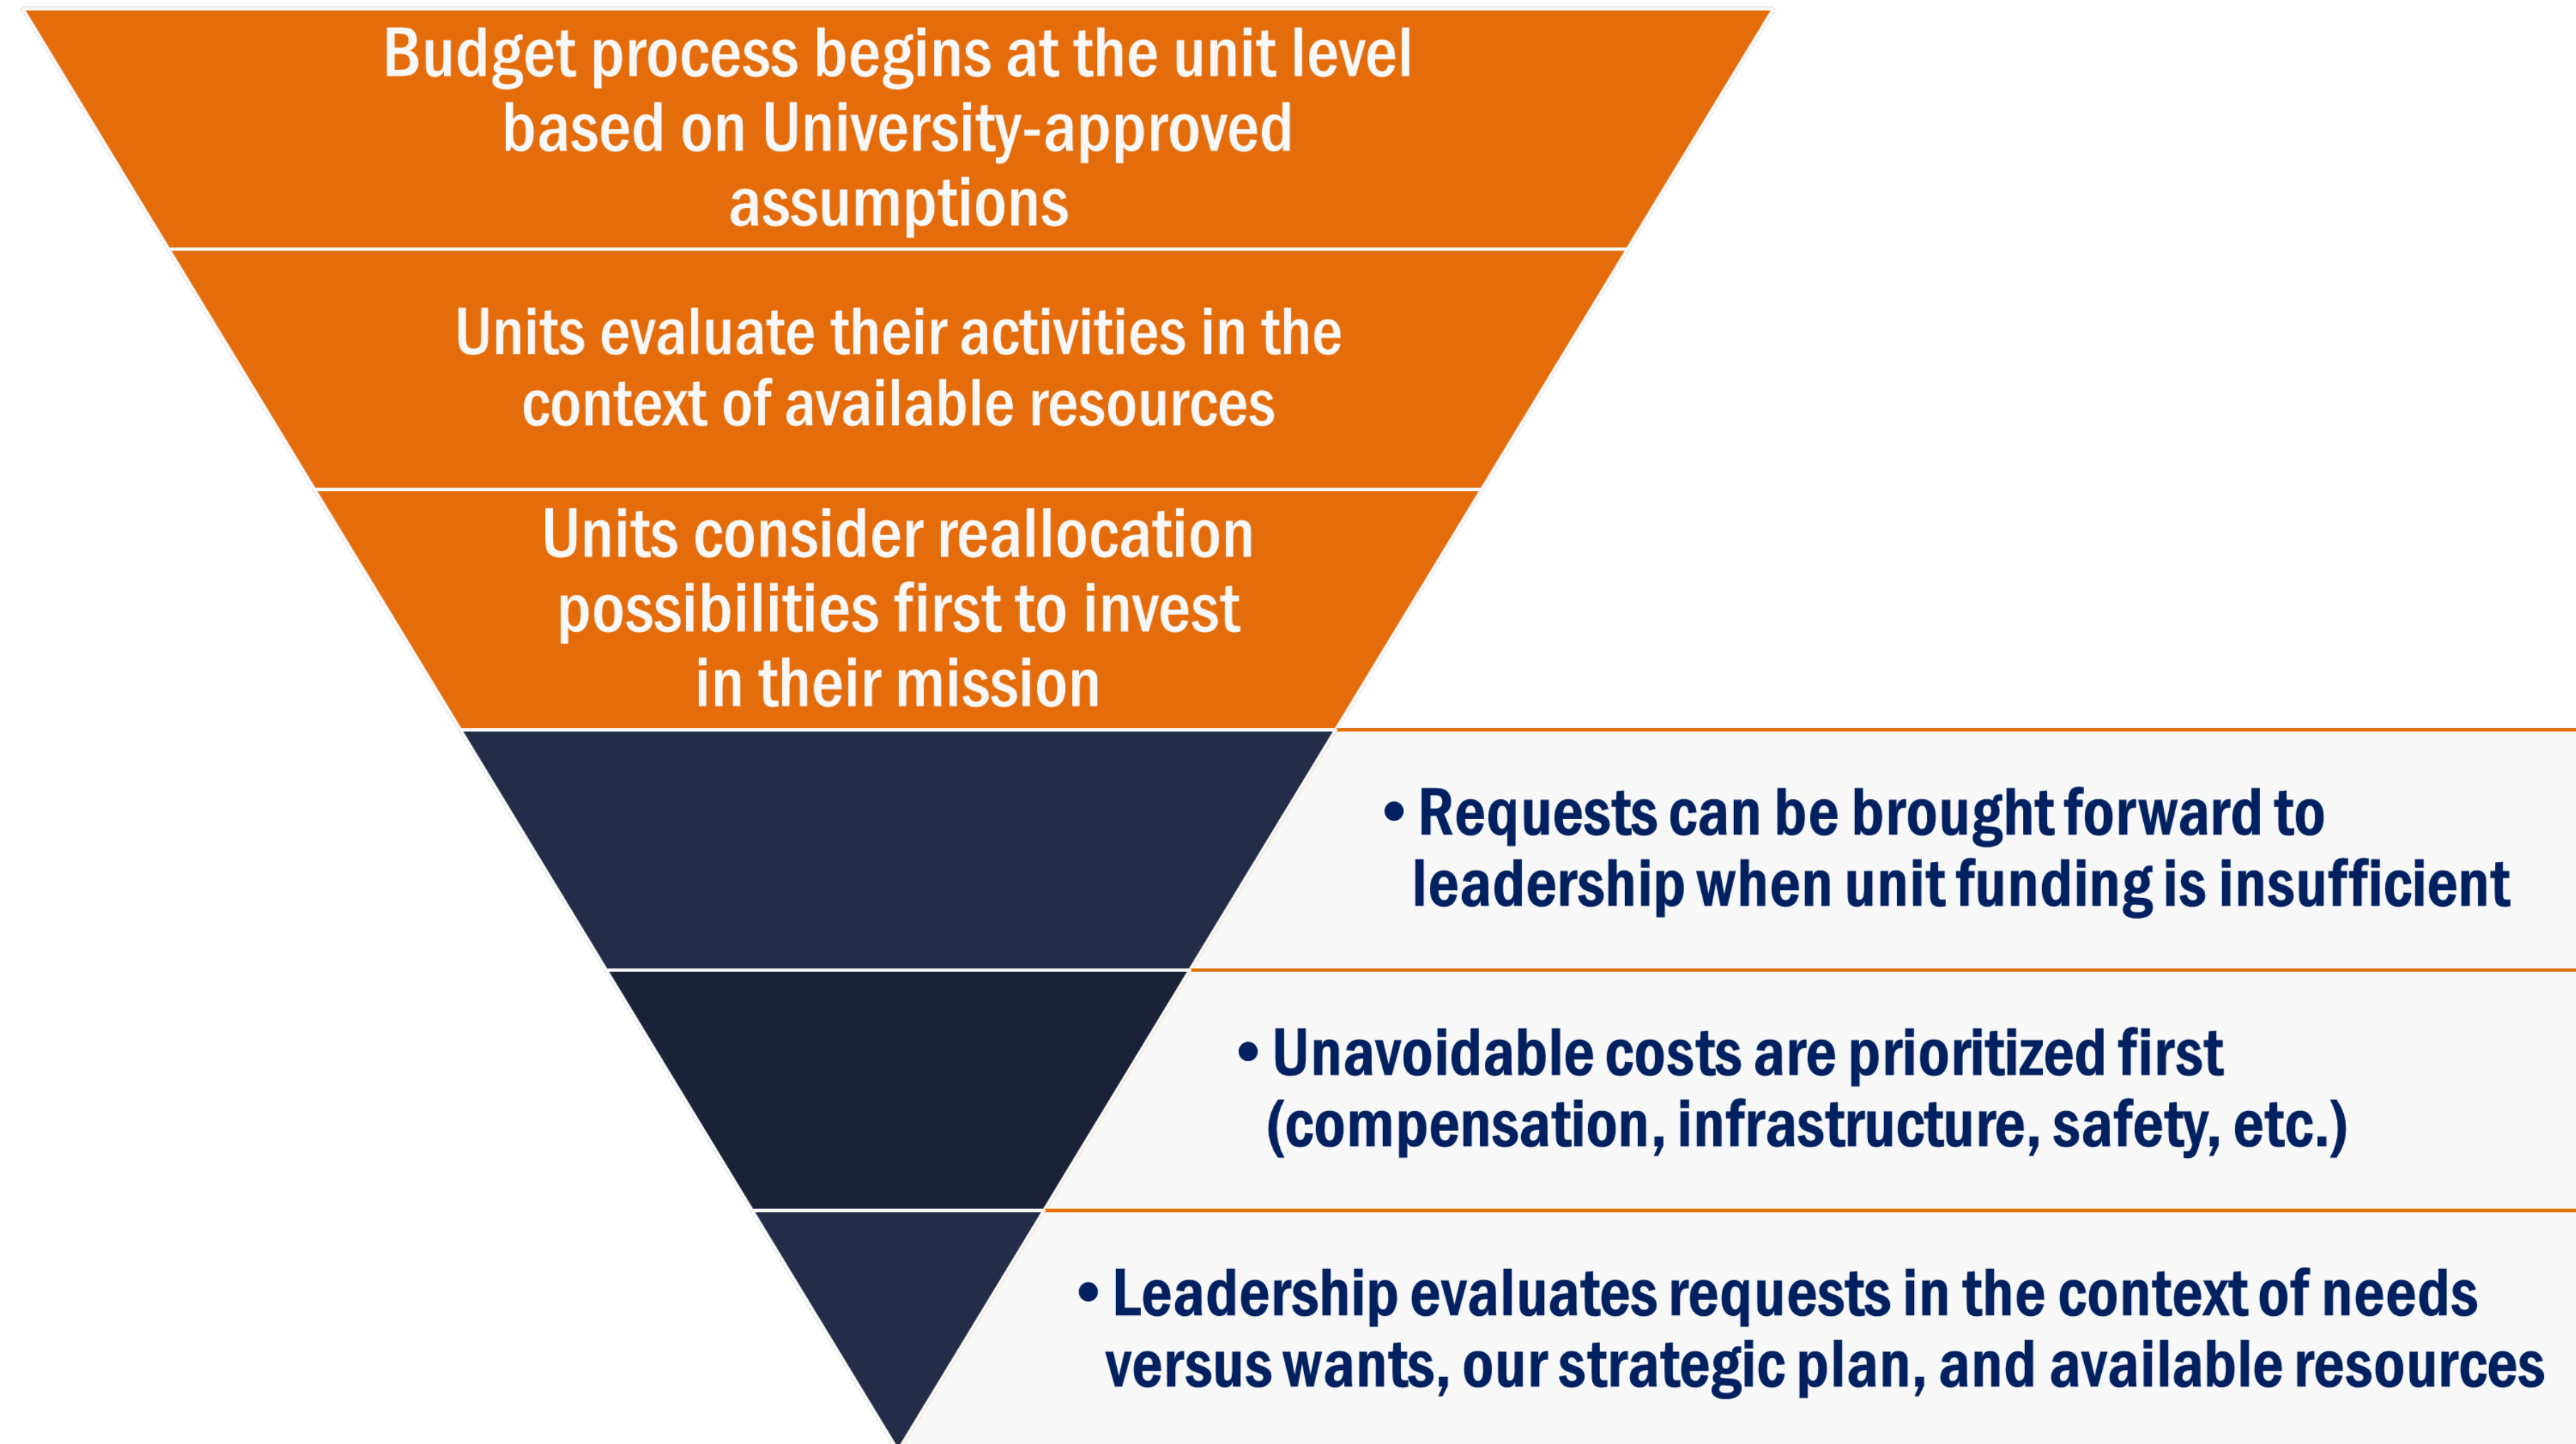 Budget process begins at the unit level
based on University-approved
assumptions
Units evaluate their activities in the
context of available resources
Units consider reallocation
possibilities first to invest
in their mission
• Requests can be brought forward to
leadership when unit funding is insufficient
• Unavoidable costs are prioritized first
(compensation, infrastructure, safety, etc.)
• Leadership evaluates requests in the context of needs
versus wants, our strategic plan, and available resources